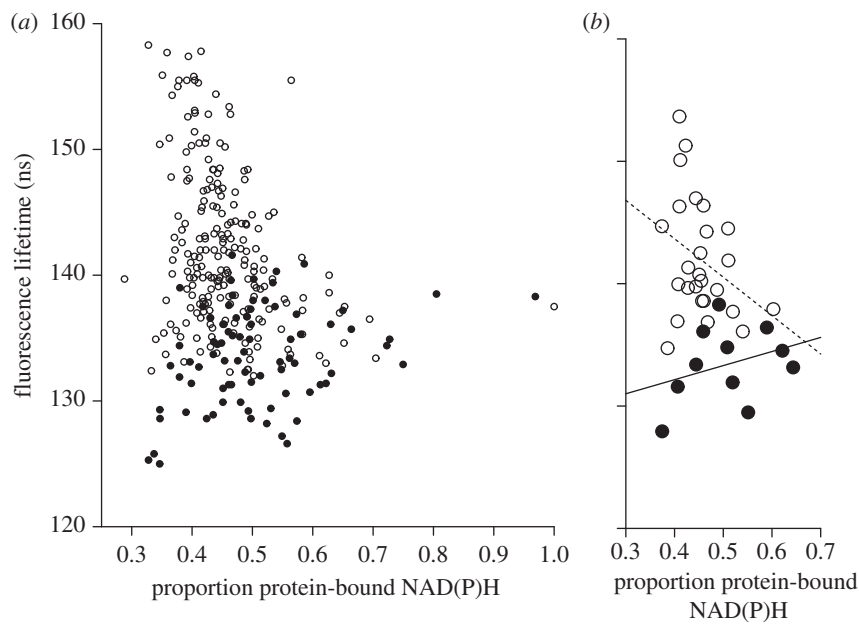 (a)
160
150
140
130
120
fluorescence lifetime (ns)
0.3 0.4 0.5 0.6 0.7 0.8 0.9 1.0
proportion protein-bound NAD(P)H
(b)
0.3 0.4 0.5 0.6 0.7
proportion protein-bound
NAD(P)H